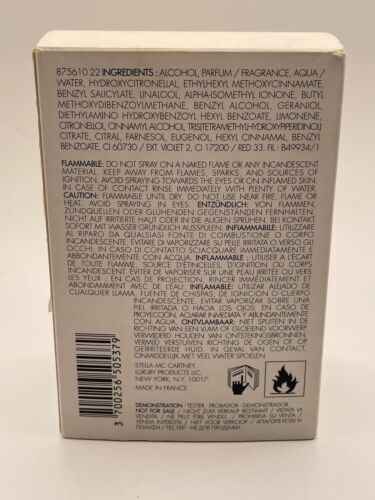 875610 22 INGREDIENTS : ALCOHOL, PARFUM / FRAGRANCE, AQUA /
WATER, HYDROXYCITRONELLAL, ETHYLHEXYL METHOXYCINNAMATE,
BENZYL SALICYLATE, LINALOOL, ALPHA-ISOMETHYL IONONE, BUTYL
METHOXYDIBENZOYLMETHANE, BENZYL ALCOHOL, GERANIOL,
DIETHYLAMINO HYDROXYBENZOYL HEXYL BENZOATE, LIMONENE,
CITRONELLOL, CINNAMYL ALCOHOL, TRIS(TETRAMETHYLHYDROXYPIPERIDINOL)
CITRATE, CITRAL, FARNESOL, EUGENOL, HEXYL CINNAMAL, BENZYL
BENZOATE, CI 60730 / EXT. VIOLET 2, CI 17200 / RED 33. FIL : B49934/1
FLAMMABLE: DO NOT SPRAY ON A NAKED FLAME OR ANY INCANDESCENT
MATERIAL. KEEP AWAY FROM FLAMES, SPARKS, AND SOURCES OF
IGNITION. AVOID SPRAYING TOWARDS THE EYES OR ON INFLAMED SKIN.
IN CASE OF CONTACT RINSE IMMEDIATELY WITH PLENTY OF WATER.
CAUTION: FLAMMABLE UNTIL DRY. DO NOT USE NEAR FIRE, FLAME OR
HEAT. AVOID SPRAYING IN EYES. ENTZÜNDLICH: VON FLAMMEN,
ZÜNDQUELLEN ODER GLÜHENDEN GEGENSTÄNDEN FERNHALTEN.
NICHT AUF IRRITIERTE HAUT ODER IN DIE AUGEN SPRÜHEN. BEI KONTAKT
SOFORT MIT WASSER GRÜNDLICH AUSSPÜLEN. INFIAMMABILE: UTILIZZARE
AL RIPARO DA QUALSIASI FONTE DI COMBUSTIONE O CORPO
INCANDESCENTE. EVITARE DI VAPORIZZARE SU PELLE IRRITATA O VERSO GLI
OCCHI; IN CASO DI CONTATTO SCIACQUARE IMMEDIATAMENTE E
ABBONDANTEMENTE CON ACQUA. INFLAMMABLE : UTILISER A L'ÉCART
DE TOUTE FLAMME, SOURCE D'ÉTINCELLES, D'IGNITION OU CORPS
INCANDESCENT. ÉVITER DE VAPORISER SUR UNE PEAU IRRITÉE OU VERS
LES YEUX ; EN CAS DE PROJECTION, RINCER IMMÉDIATEMENT ET
ABONDAMMENT AVEC DE L'EAU. INFLAMABLE: UTILIZAR ALEJADO DE
CUALQUIER LLAMA, FUENTE DE CHISPAS, DE IGNICIÓN O CUERPO
INCANDESCENTE. EVITAR VAPORIZAR SOBRE UNA
PIEL IRRITADA O HACIA LOS OJOS. EN CASO DE
PROYECCIÓN, ACLARAR INMEDIATA Y ABUNDANTEMENTE
CON AGUA. ONTVLAMBAAR: NIET SPUITEN IN DE
RICHTING VAN EEN VLAM OF GLOEIEND VOORWERP.
VERWIJDERD HOUDEN VAN ONTSTEKINGSBRONNEN.
VERMIJD VERSTUIVEN RICHTING DE OGEN OF OP
GEÏRRITEERDE HUID. IN GEVAL VAN CONTACT,
ONMIDDELLIJK MET VEEL WATER SPOELEN.
STELLA MC CARTNEY,
LUXURY PRODUCTS LLC,
NEW YORK, N.Y. 10017.
MADE IN FRANCE
3 700256 505379
DEMONSTRATION - TESTER - PROBADOR - DEMONSTRADOR
NOT FOR SALE / NICHT ZUM VERKAUF BESTIMMT / VIETATA LA
VENDITA / NE PEUT ÊTRE VENDU / PROHIBIDA SU VENTA /
VENDA INTERDITA / NIET VOOR VERKOOP / ΑΠΑΓΟΡΕΥΕΤΑΙ Η
ΠΩΛΗΣΗ / ТЕСТЕР - НЕ ДЛЯ ПРОДАЖИ